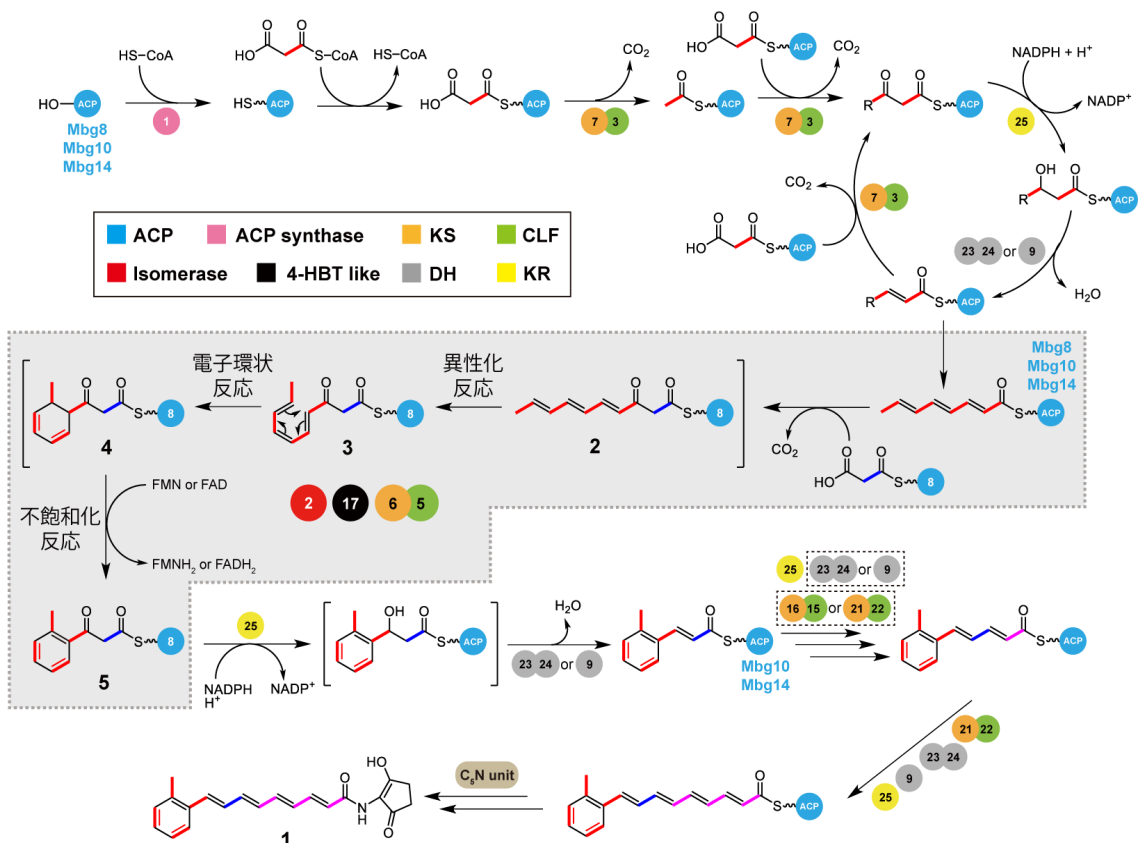 HS–CoA
HO
ACP
Mbg8
Mbg10
Mbg14
1
HS
ACP
HO
O
O
S–CoA
HS–CoA
HO
O
O
S
ACP
CO2
7
3
O
S
ACP
HO
O
O
S
ACP
CO2
7
3
R
O
O
S
ACP
NADPH + H+
NADP+
25
R
OH
O
S
ACP
23
24
or
9
H2O
R
O
S
ACP
CO2
HO
O
O
S
ACP
7
3
ACP
ACP synthase
KS
CLF
Isomerase
4-HBT like
DH
KR
Mbg8
Mbg10
Mbg14
O
S
ACP
CO2
HO
O
O
S
8
O
O
S
8
2
異性化
反応
O
O
S
8
3
電子環状
反応
O
O
S
8
4
2
17
6
5
FMN or FAD
不飽和化
反応
FMNH2 or FADH2
O
O
S
8
5
25
NADPH
H+
NADP+
OH
O
S
ACP
H2O
23
24
or
9
O
S
ACP
Mbg10
Mbg14
25
23
24
or
9
16
15
or
21
22
O
S
ACP
21
22
23
24
9
25
O
S
ACP
C5N unit
O
N
H
HO
O
1